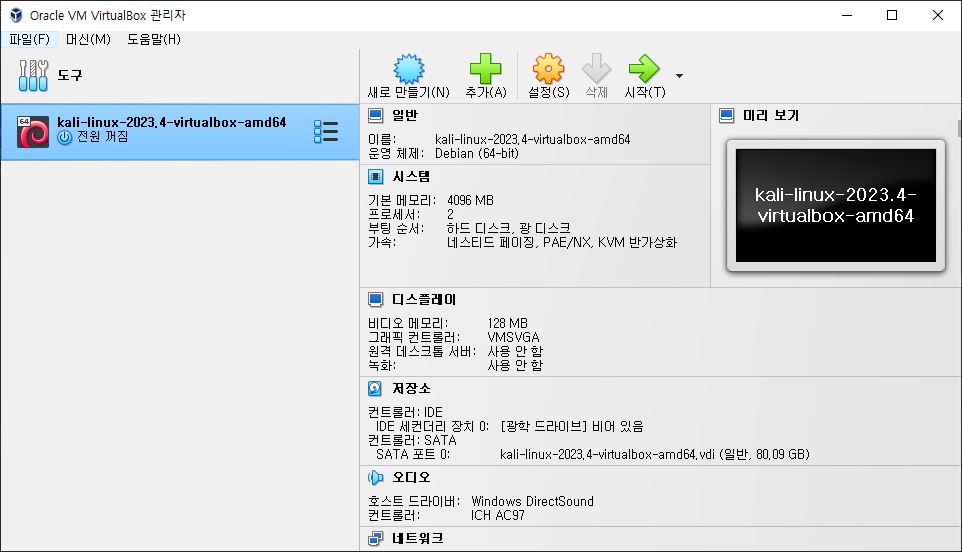 Oracle VM VirtualBox 관리자
파일(F) 머신(M) 도움말(H)
도구
새로 만들기(N) 추가(A) 설정(S) 삭제 시작(T)
64
kali-linux-2023.4-virtualbox-amd64
전원 꺼짐
일반
이름: kali-linux-2023.4-virtualbox-amd64
운영 체제: Debian (64-bit)
시스템
기본 메모리: 4096 MB
프로세서: 2
부팅 순서: 하드 디스크, 광 디스크
가속: 네스티드 페이징, PAE/NX, KVM 반가상화
미리 보기
kali-linux-2023.4-
virtualbox-amd64
디스플레이
비디오 메모리: 128 MB
그래픽 컨트롤러: VMSVGA
원격 데스크톱 서버: 사용 안 함
녹화: 사용 안 함
저장소
컨트롤러: IDE
IDE 세컨더리 장치 0: [광학 드라이브] 비어 있음
컨트롤러: SATA
SATA 포트 0: kali-linux-2023.4-virtualbox-amd64.vdi (일반, 80.09 GB)
오디오
호스트 드라이버: Windows DirectSound
컨트롤러: ICH AC97
네트워크